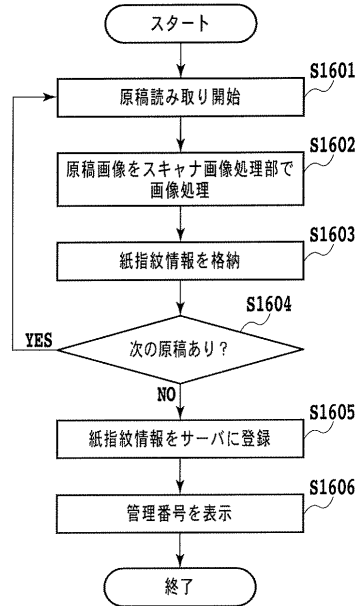 スタート
S1601
原稿読み取り開始
S1602
原稿画像をスキャナ画像処理部で
画像処理
S1603
紙指紋情報を格納
S1604
次の原稿あり？
YES
NO
S1605
紙指紋情報をサーバに登録
S1606
管理番号を表示
終了